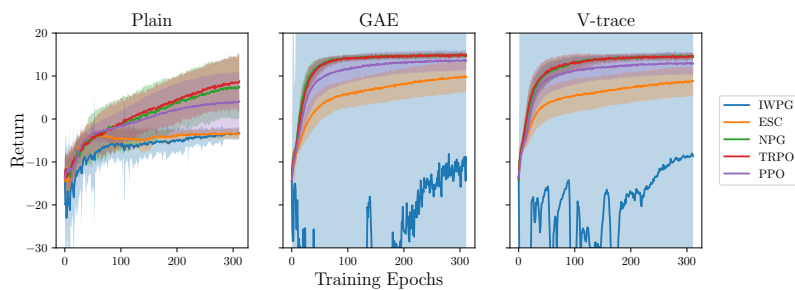 Plain
GAE
V-trace
20
10
0
−10
−20
−30
Return
0
100
200
300
0
100
200
300
0
100
200
300
Training Epochs
IWPG
ESC
NPG
TRPO
PPO